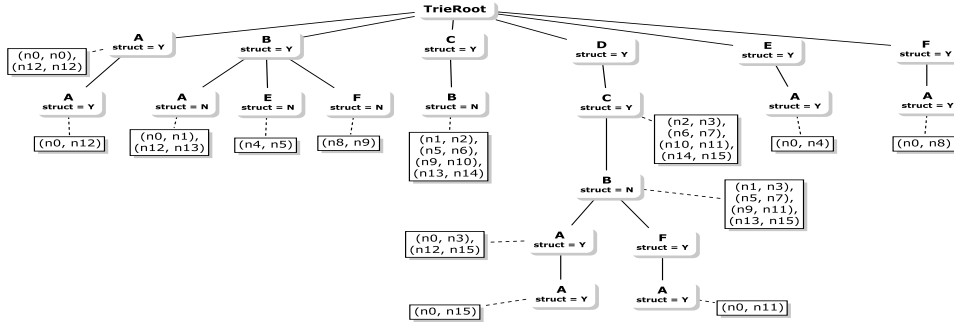 TrieRoot
A
struct = Y
B
struct = Y
C
struct = Y
D
struct = Y
E
struct = Y
F
struct = Y
(n0, n0),
(n12, n12)
A
struct = Y
A
struct = N
E
struct = N
F
struct = N
B
struct = N
C
struct = Y
A
struct = Y
A
struct = Y
(n0, n12)
(n0, n1),
(n12, n13)
(n4, n5)
(n8, n9)
(n1, n2),
(n5, n6)
(n9, n10),
(n13, n14)
(n2, n3),
(n6, n7),
(n10, n11),
(n14, n15)
(n0, n4)
(n0, n8)
B
struct = N
(n1, n3),
(n5, n7),
(n9, n11),
(n13, n15)
(n0, n3),
(n12, n15)
A
struct = Y
F
struct = Y
(n0, n15)
A
struct = Y
A
struct = Y
(n0, n11)